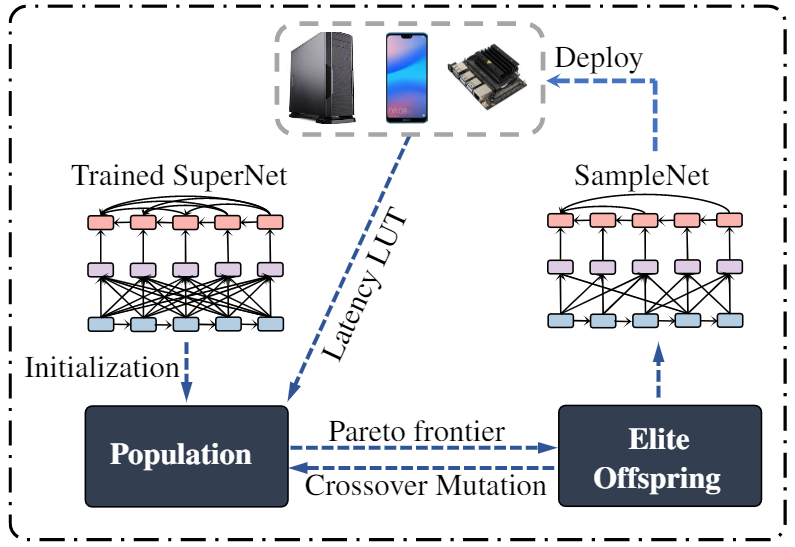 Deploy
Trained SuperNet
SampleNet
Latency LUT
Initialization
Population
Pareto frontier
Crossover Mutation
Elite
Offspring